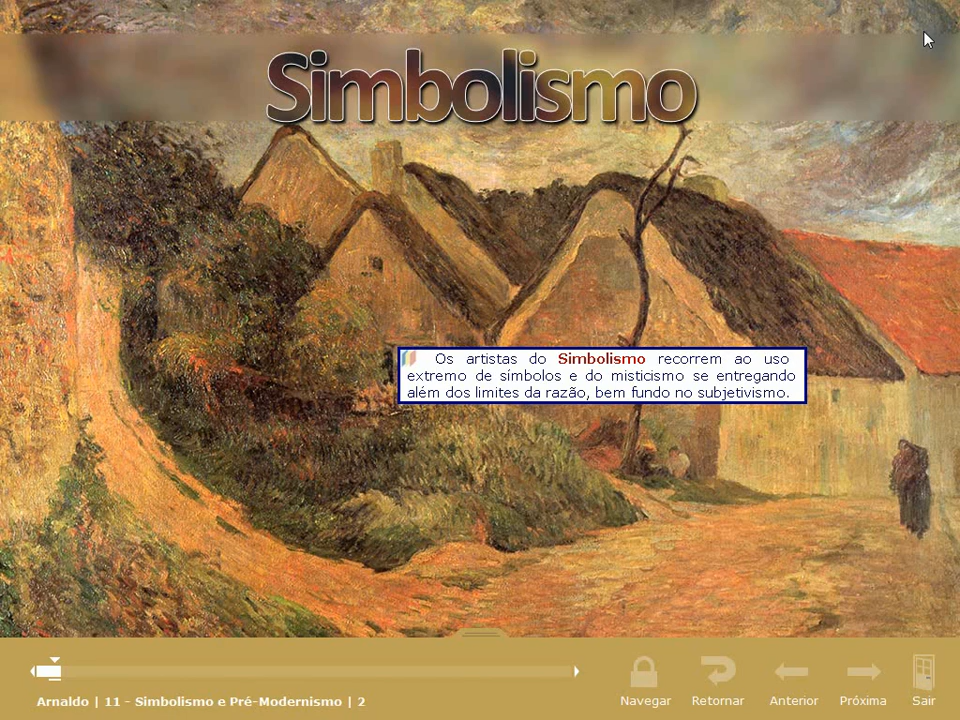 Simbolismo
Os artistas do Simbolismo recorrem ao uso
extremo de símbolos e do misticismo se entregando
além dos limites da razão, bem fundo no subjetivismo.
Navegar Retornar Anterior Próxima Sair
Arnaldo | 11 - Simbolismo e Pré-Modernismo | 2